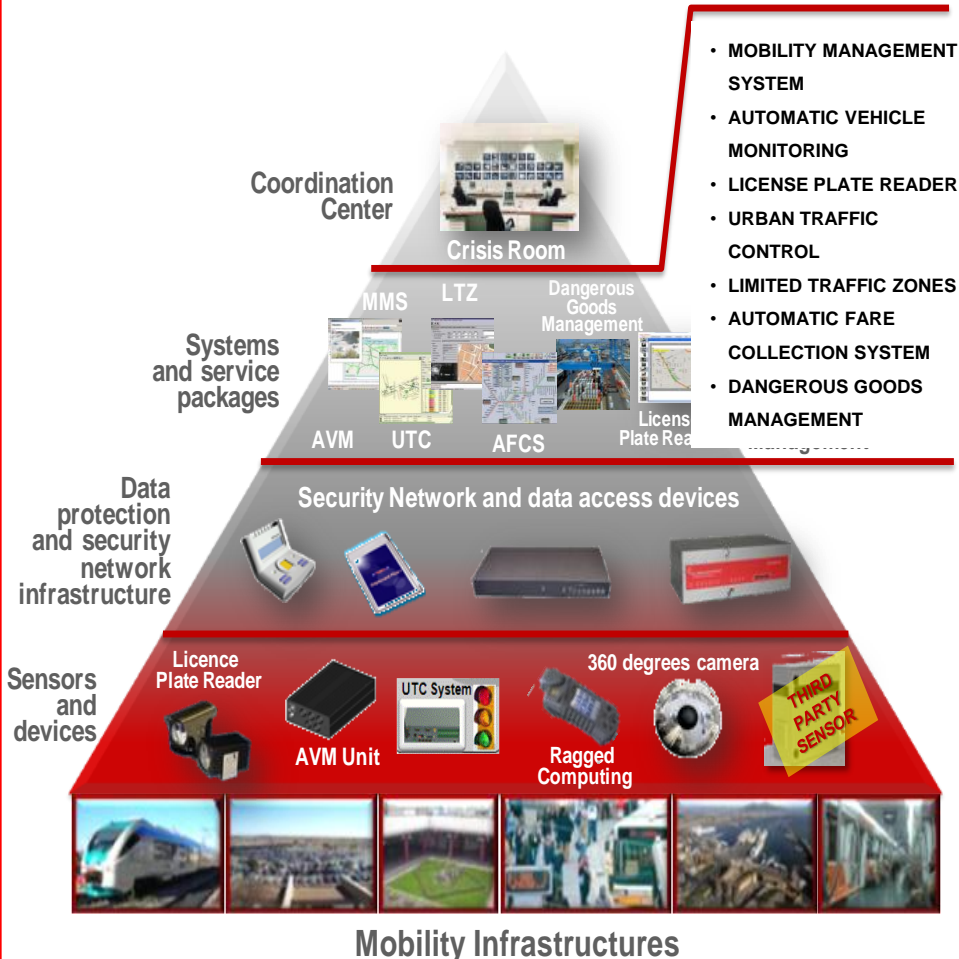 • MOBILITY MANAGEMENT
SYSTEM
• AUTOMATIC VEHICLE
MONITORING
• LICENSE PLATE READER
• URBAN TRAFFIC
CONTROL
• LIMITED TRAFFIC ZONES
• AUTOMATIC FARE
COLLECTION SYSTEM
• DANGEROUS GOODS
MANAGEMENT
Coordination
Center
Crisis Room
Systems
and service
packages
MMS
LTZ
Dangerous
Goods
Management
AVM
UTC
AFCS
Licens
Plate Rea
Data
protection
and security
network
infrastructure
Security Network and data access devices
Sensors
and
devices
Licence
Plate Reader
AVM Unit
UTC System
Ragged
Computing
360 degrees camera
THIRD
PARTY
SENSOR
Mobility Infrastructures